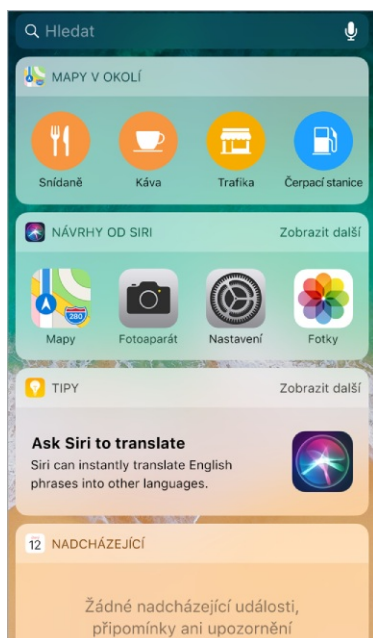 Hledat
MAPY V OKOLÍ
Snídaně Káva Trafika Čerpací stanice
NÁVRHY OD SIRI Zobrazit další
280
Mapy Fotoaparát Nastavení Fotky
TIPY Zobrazit další
Ask Siri to translate
Siri can instantly translate English
phrases into other languages.
12 NADCHÁZEJÍCÍ
Žádné nadcházející události,
připomínky ani upozornění